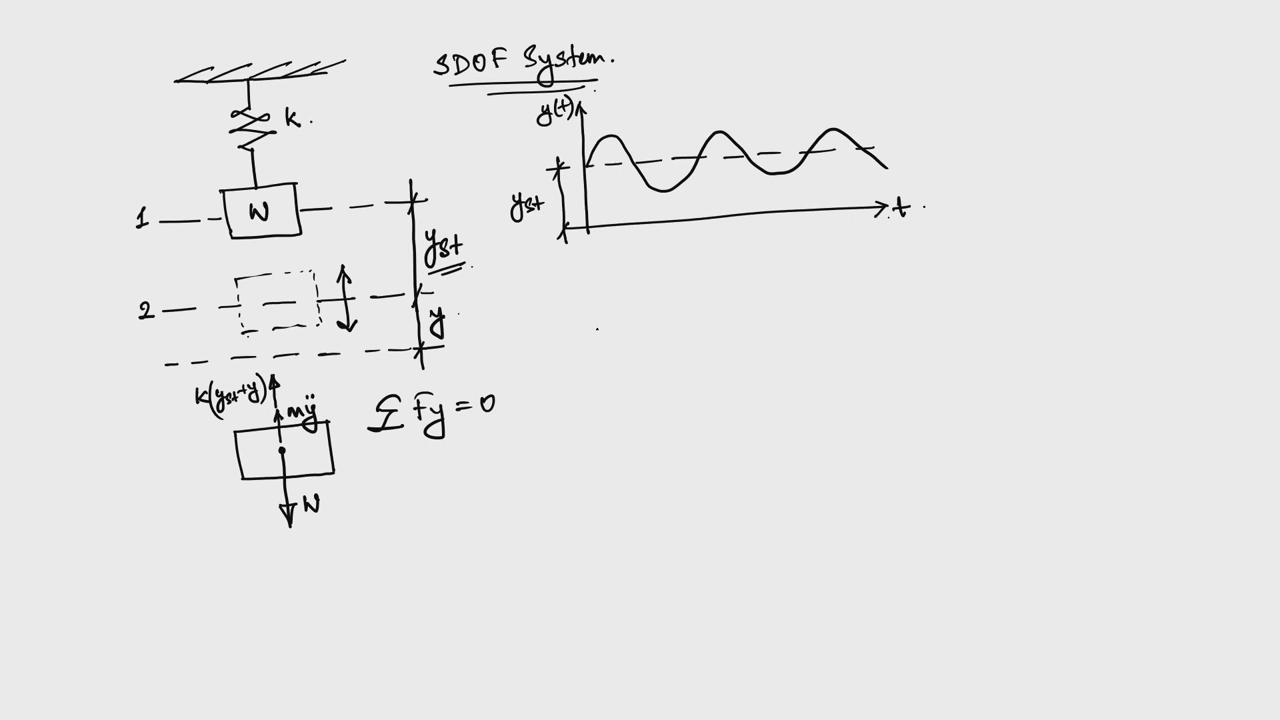 SDOF System.
k.
y(t)
W
1
yst
t
yst
2
y
k(yst+y)
mÿ
Σ Fy = 0
W